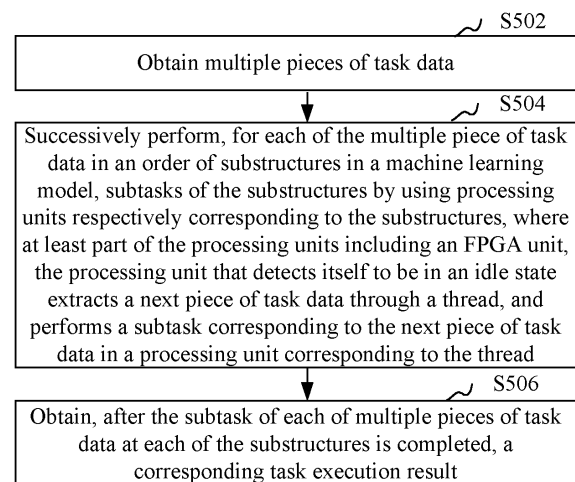 S502
Obtain multiple pieces of task data
S504
Successively perform, for each of the multiple piece of task
data in an order of substructures in a machine learning
model, subtasks of the substructures by using processing
units respectively corresponding to the substructures, where
at least part of the processing units including an FPGA unit,
the processing unit that detects itself to be in an idle state
extracts a next piece of task data through a thread, and
performs a subtask corresponding to the next piece of task
data in a processing unit corresponding to the thread
S506
Obtain, after the subtask of each of multiple pieces of task
data at each of the substructures is completed, a
corresponding task execution result